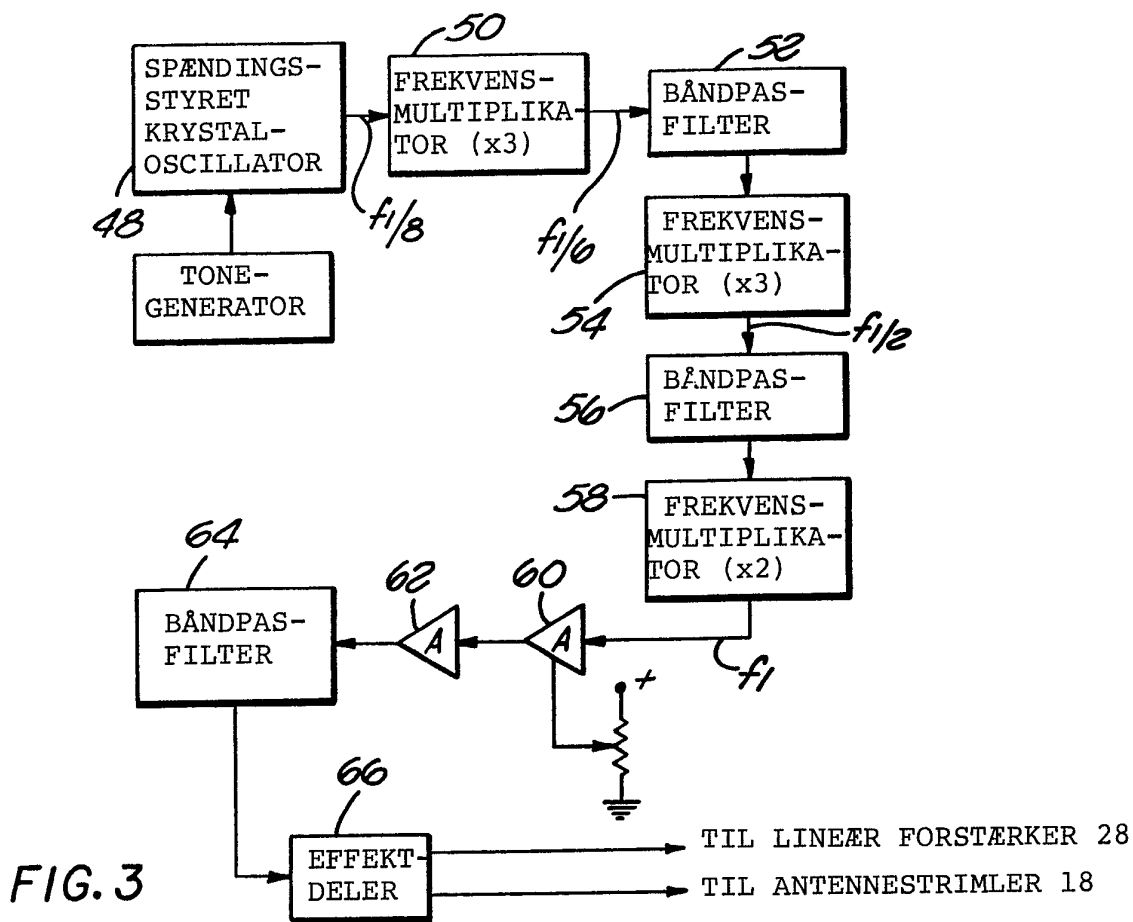 50
SPÆNDINGS-
STYRET
KRYSTAL-
OSCILLATOR
48
f1/8
FREKVENS-
MULTIPLIKA-
TOR (x3)
f1/6
52
BÅNDPAS-
FILTER
TONE-
GENERATOR
FREKVENS-
MULTIPLIKA-
TOR (x3)
54
f1/2
BÅNDPAS-
FILTER
56
58
FREKVENS-
MULTIPLIKA-
TOR (x2)
f1
60
A
+
62
A
64
BÅNDPAS-
FILTER
66
EFFEKT-
DELER
TIL LINEÆR FORSTÆRKER 28
TIL ANTENNESTRIMLER 18
FIG. 3